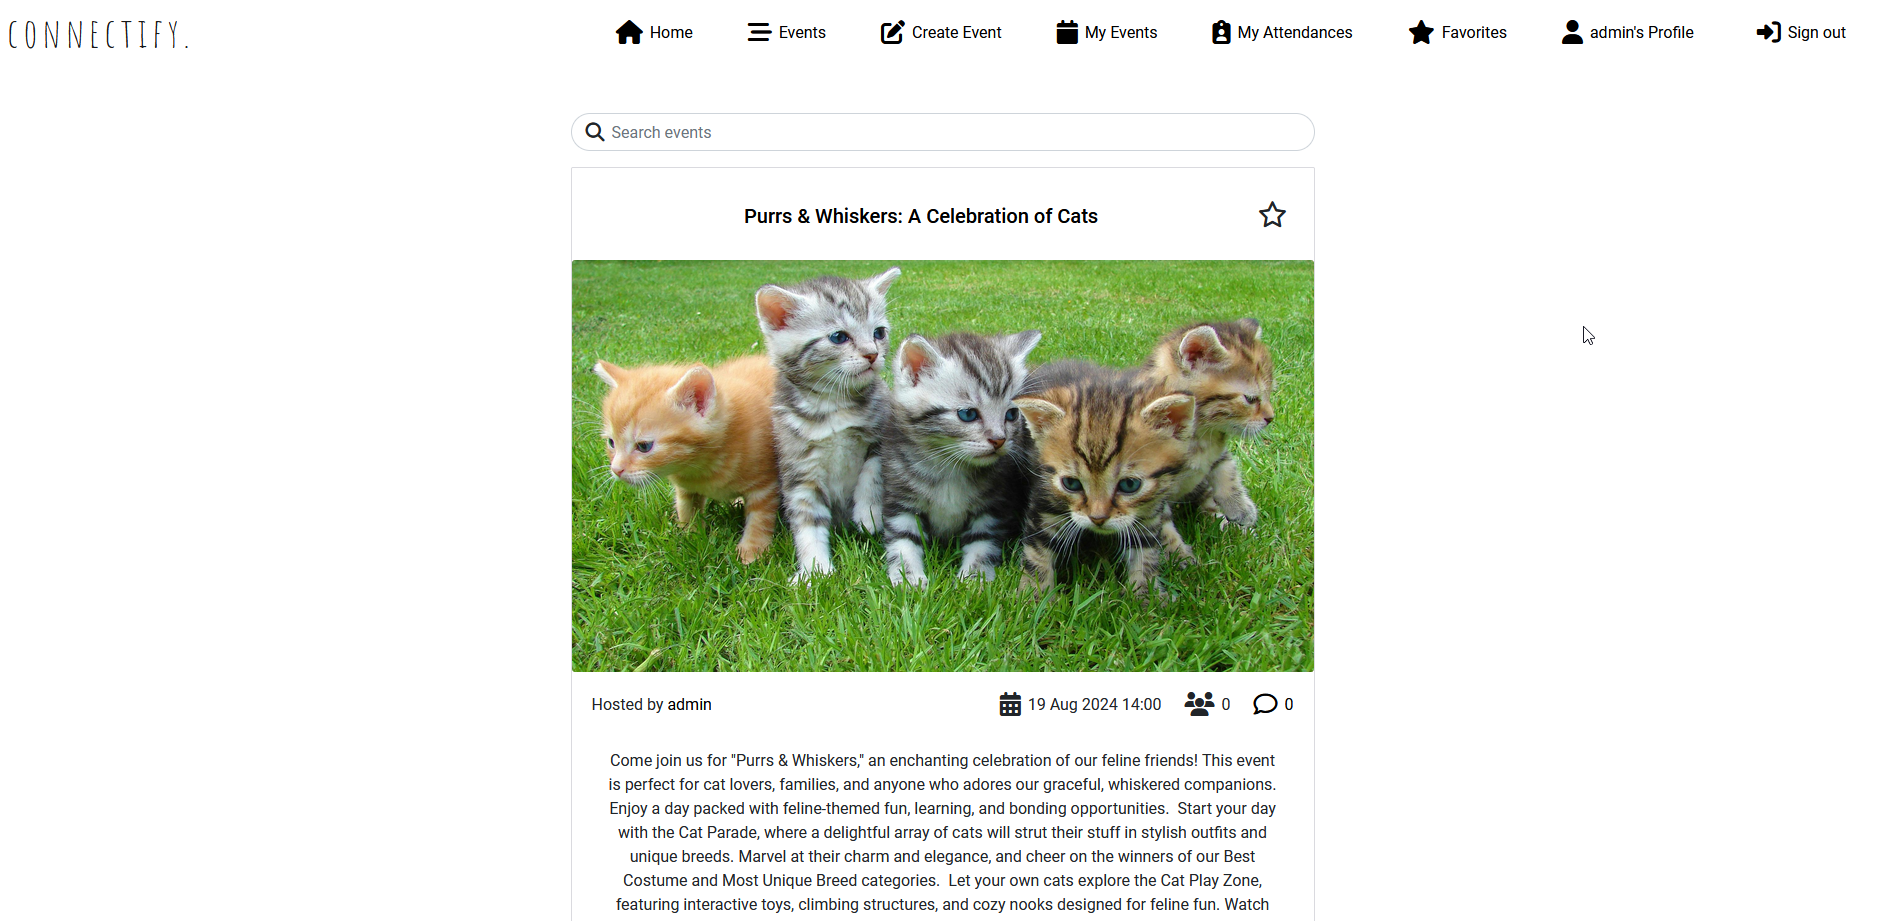 CONNECTIFY.
Home Events Create Event My Events My Attendances Favorites admin's Profile Sign out
Search events
Purrs & Whiskers: A Celebration of Cats
Hosted by admin 19 Aug 2024 14:00 0 0
Come join us for "Purrs & Whiskers," an enchanting celebration of our feline friends! This event
is perfect for cat lovers, families, and anyone who adores our graceful, whiskered companions.
Enjoy a day packed with feline-themed fun, learning, and bonding opportunities.  Start your day
with the Cat Parade, where a delightful array of cats will strut their stuff in stylish outfits and
unique breeds. Marvel at their charm and elegance, and cheer on the winners of our Best
Costume and Most Unique Breed categories.  Let your own cats explore the Cat Play Zone,
featuring interactive toys, climbing structures, and cozy nooks designed for feline fun. Watch